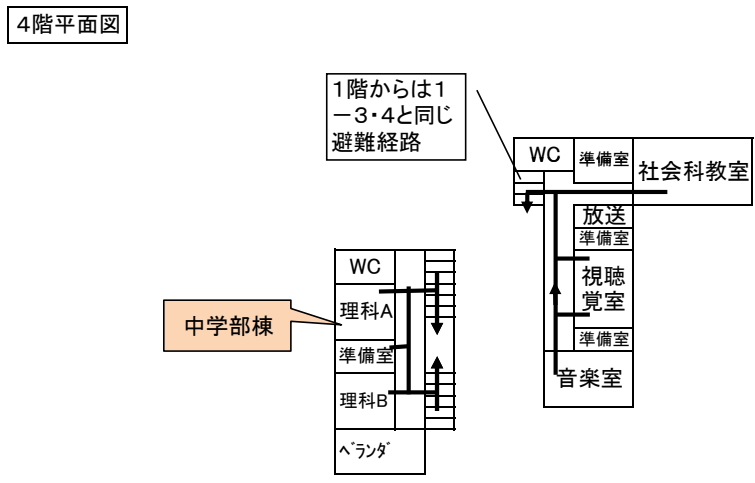 4階平面図
1階からは1
－3・4と同じ
避難経路
WC
準備室
社会科教室
放送
準備室
視聴
覚室
準備室
音楽室
WC
理科A
準備室
理科B
ﾍﾞﾗﾝﾀﾞ
中学部棟